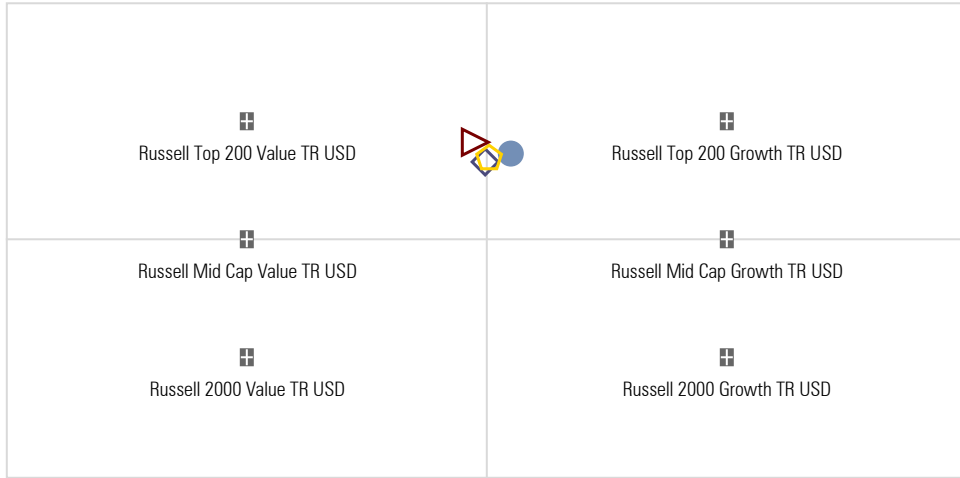 Russell Top 200 Value TR USD
Russell Top 200 Growth TR USD
Russell Mid Cap Value TR USD
Russell Mid Cap Growth TR USD
Russell 2000 Value TR USD
Russell 2000 Growth TR USD